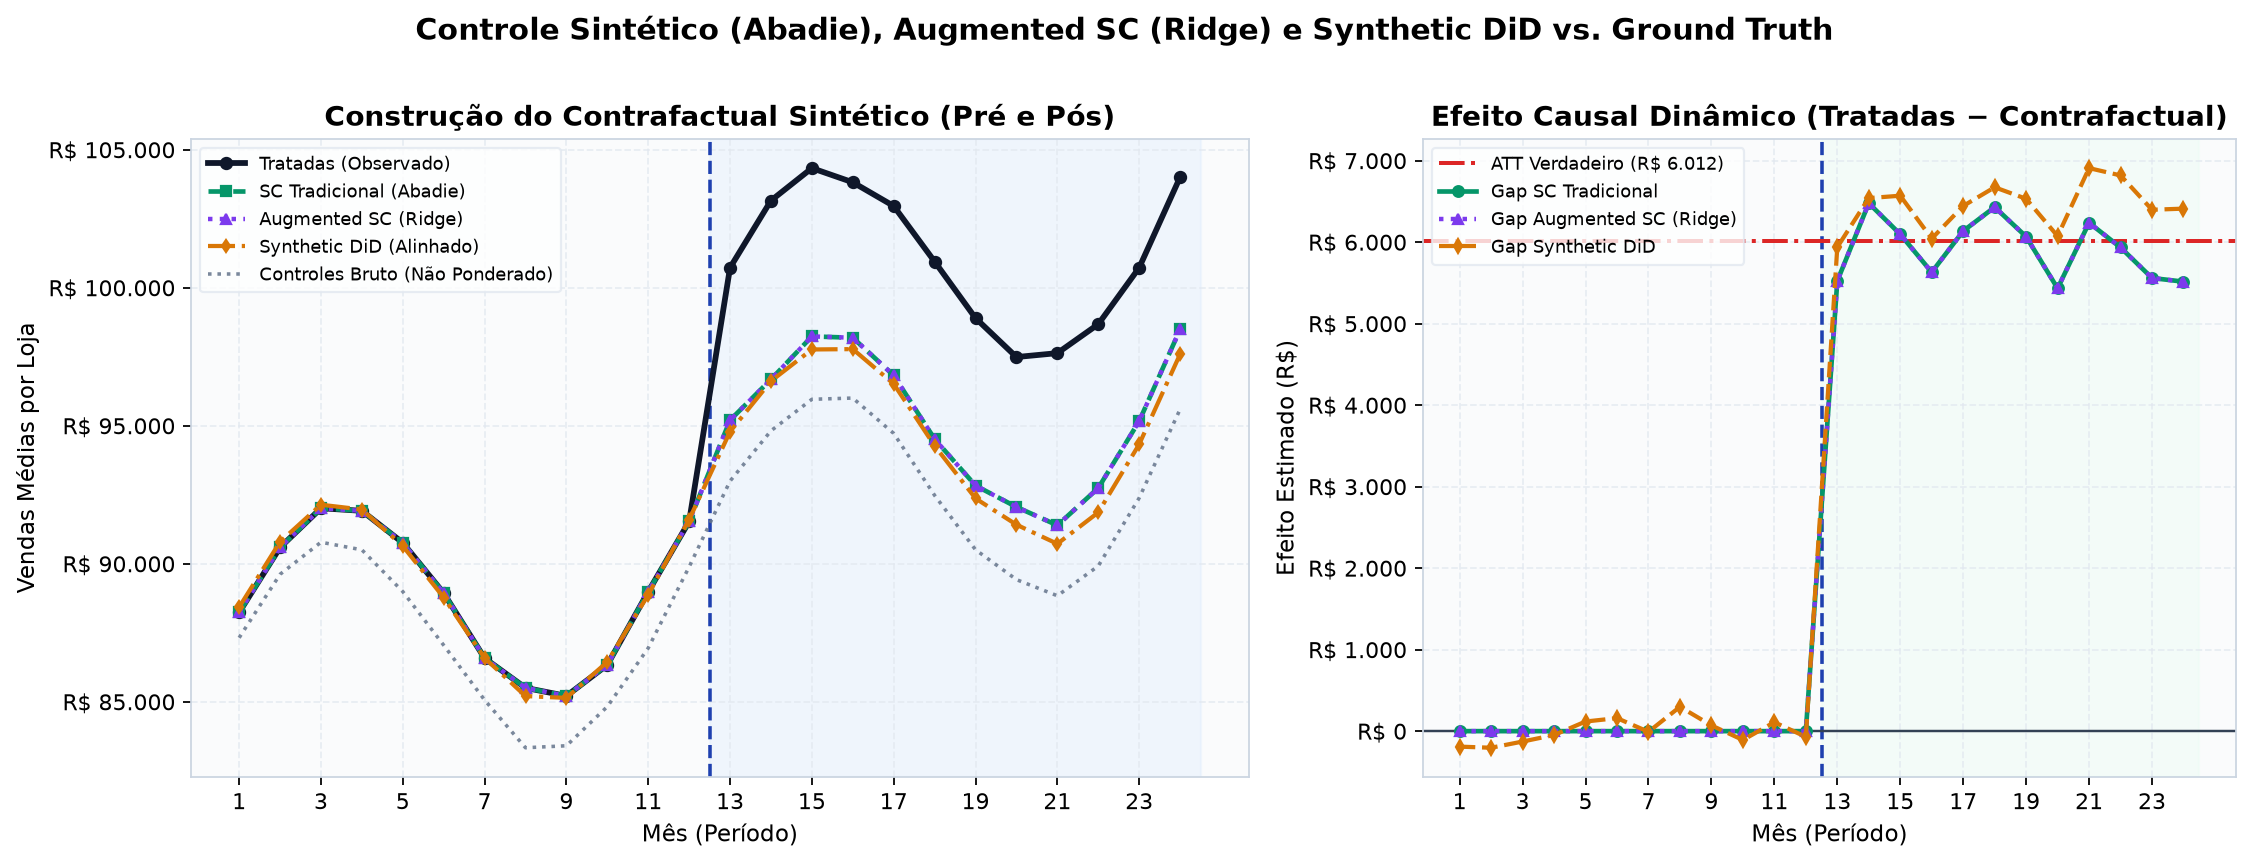 Controle Sintético (Abadie), Augmented SC (Ridge) e Synthetic DiD vs. Ground Truth
Construção do Contrafactual Sintético (Pré e Pós)
Tratadas (Observado)
SC Tradicional (Abadie)
Augmented SC (Ridge)
Synthetic DiD (Alinhado)
Controles Bruto (Não Ponderado)
Vendas Médias por Loja
R$ 105.000
R$ 100.000
R$ 95.000
R$ 90.000
R$ 85.000
1 3 5 7 9 11 13 15 17 19 21 23
Mês (Período)
Efeito Causal Dinâmico (Tratadas − Contrafactual)
ATT Verdadeiro (R$ 6.012)
Gap SC Tradicional
Gap Augmented SC (Ridge)
Gap Synthetic DiD
Efeito Estimado (R$)
R$ 7.000
R$ 6.000
R$ 5.000
R$ 4.000
R$ 3.000
R$ 2.000
R$ 1.000
R$ 0
1 3 5 7 9 11 13 15 17 19 21 23
Mês (Período)